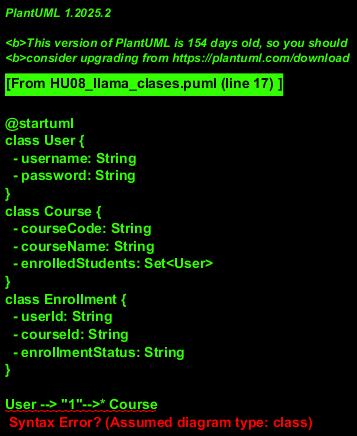 PlantUML 1.2025.2
<b>This version of PlantUML is 154 days old, so you should
<b>consider upgrading from https://plantuml.com/download
[From HU08_llama_clases.puml (line 17) ]
@startuml
class User {
- username: String
- password: String
}
class Course {
- courseCode: String
- courseName: String
- enrolledStudents: Set<User>
}
class Enrollment {
- userId: String
- courseId: String
- enrollmentStatus: String
}
User --> "1"-->* Course
Syntax Error? (Assumed diagram type: class)